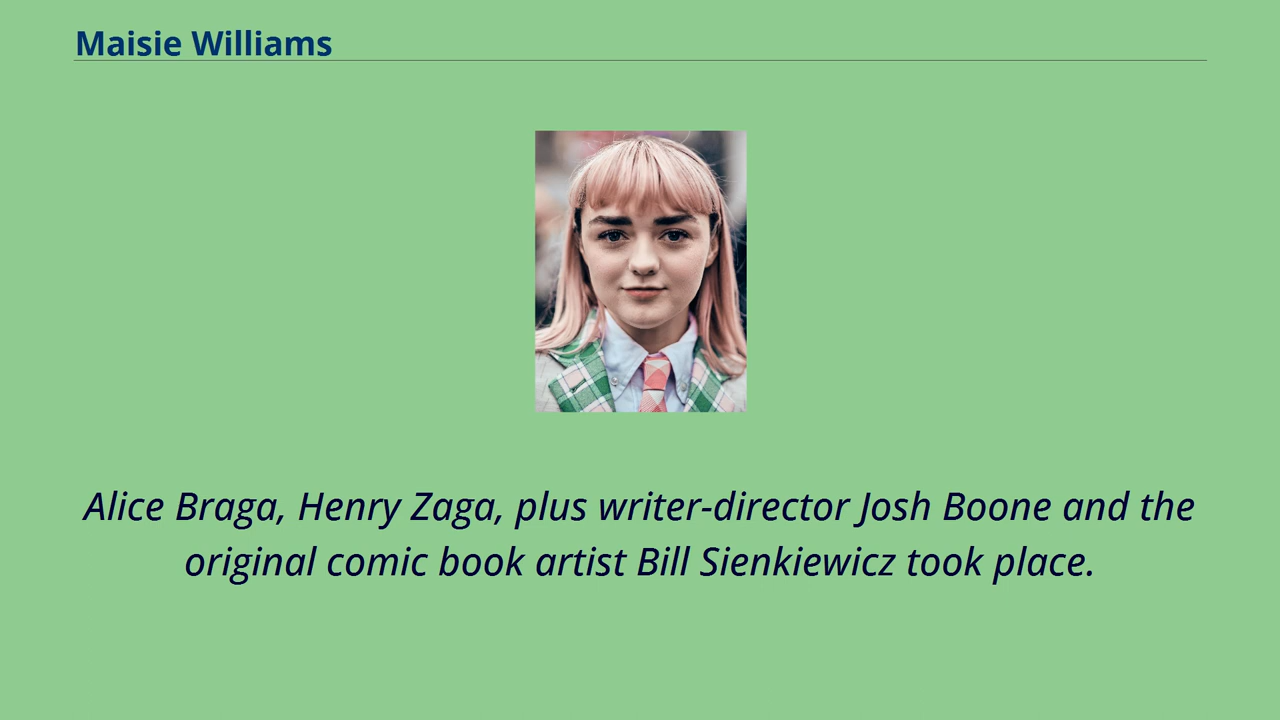 Maisie Williams
Alice Braga, Henry Zaga, plus writer-director Josh Boone and the
original comic book artist Bill Sienkiewicz took place.